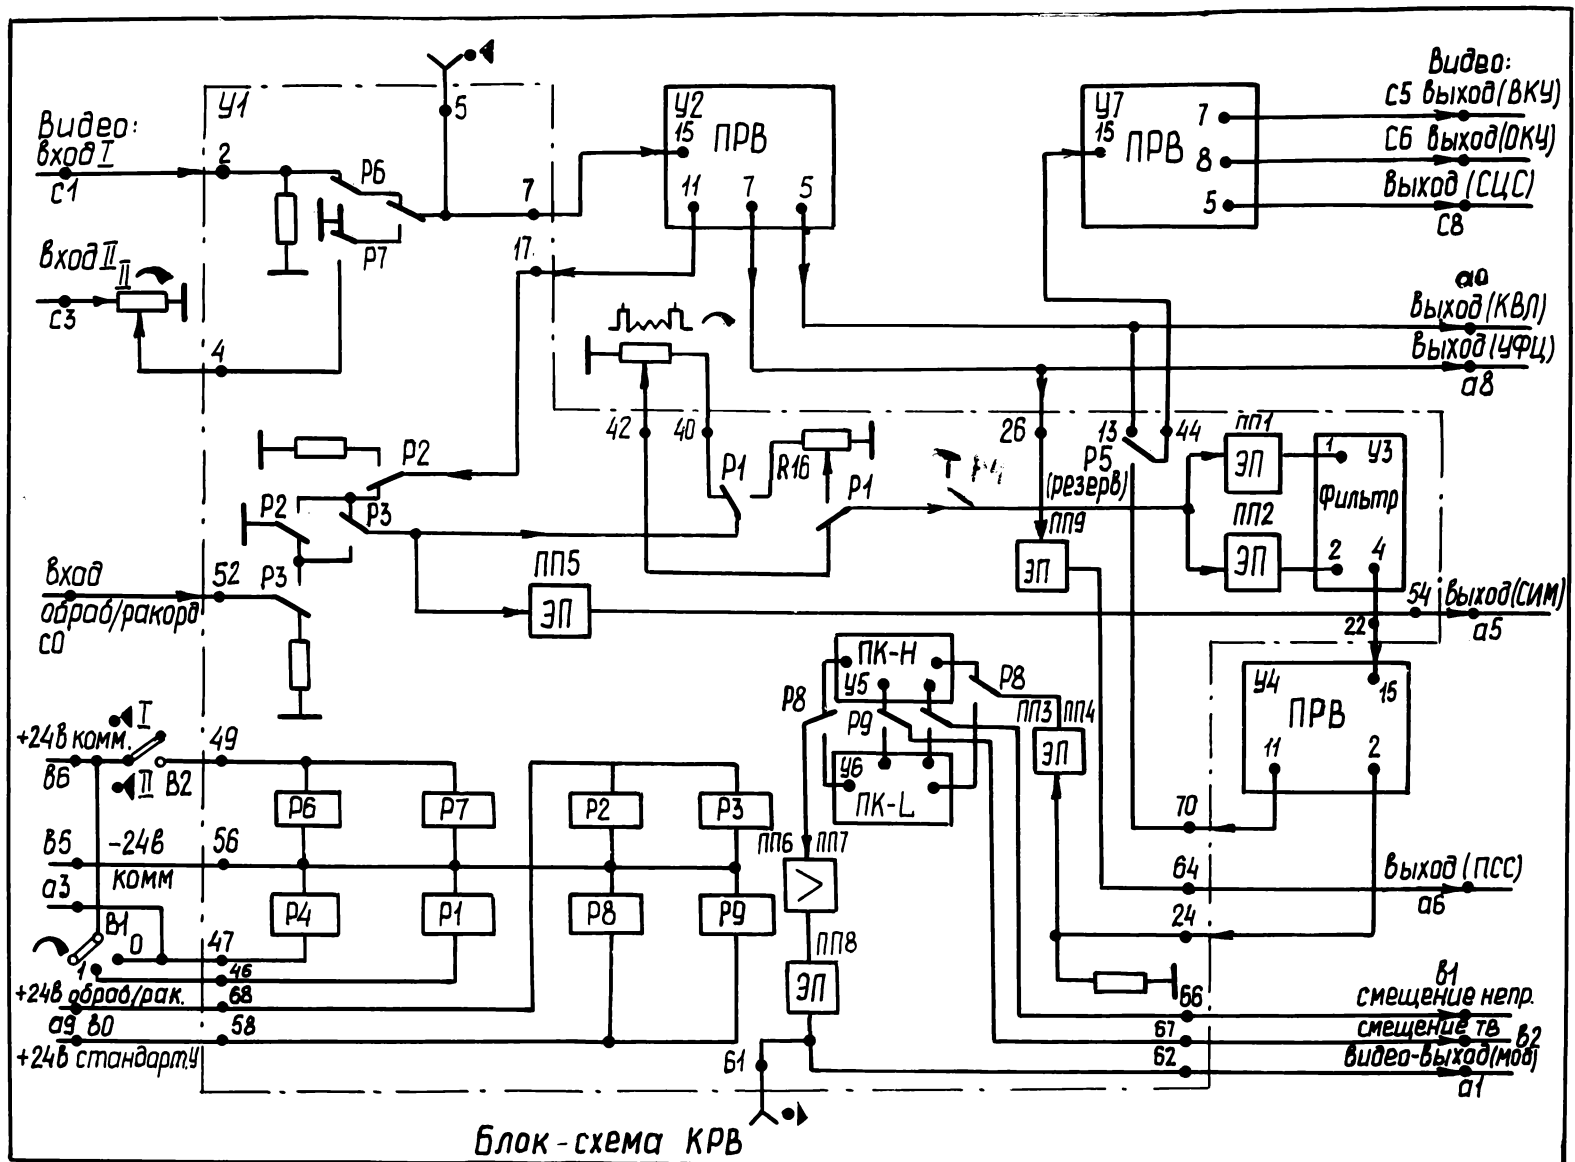 Видео:
вход I
С1
вход II
II
С3
У1
2
5
7
17
4
Р6
Р7
У2
15
ПРВ
11
7
5
У7
15
ПРВ
7
8
5
Видео:
С5 выход(ВКУ)
С6 выход(ОКУ)
выход (СЦС)
С8
а0
выход(КВЛ)
выход(УФЦ)
а8
42
40
26
13
44
Р5
(резерв)
Р2
Р3
Р2
Р3
Р1
R16
Р1
Р4
ПП1
ЭП
ПП2
ЭП
1
У3
Фильтр
2
4
ПП9
ЭП
ПП5
ЭП
вход
обраб/ракорд
С0
52
54
выход(СИМ)
а5
22
ПК-Н
У5
Р8
Р8
Р9
У6
ПК-L
ПП3
ПП4
ЭП
У4
15
ПРВ
11
2
I
+24в комм.
в6
II
В2
49
Р6
Р7
Р2
Р3
в5
-24в
комм
56
а3
В1
0
1
47
46
Р4
Р1
Р8
Р9
ПП6
ПП7
>
ПП8
ЭП
70
64
выход(ПСС)
а6
24
+24в обраб/рак.
68
а9
в0
58
+24в стандарт.У
66
в1
смещение непр.
67
смещение тв
в2
61
62
видео-выход(мод)
а1
Блок-схема КРВ